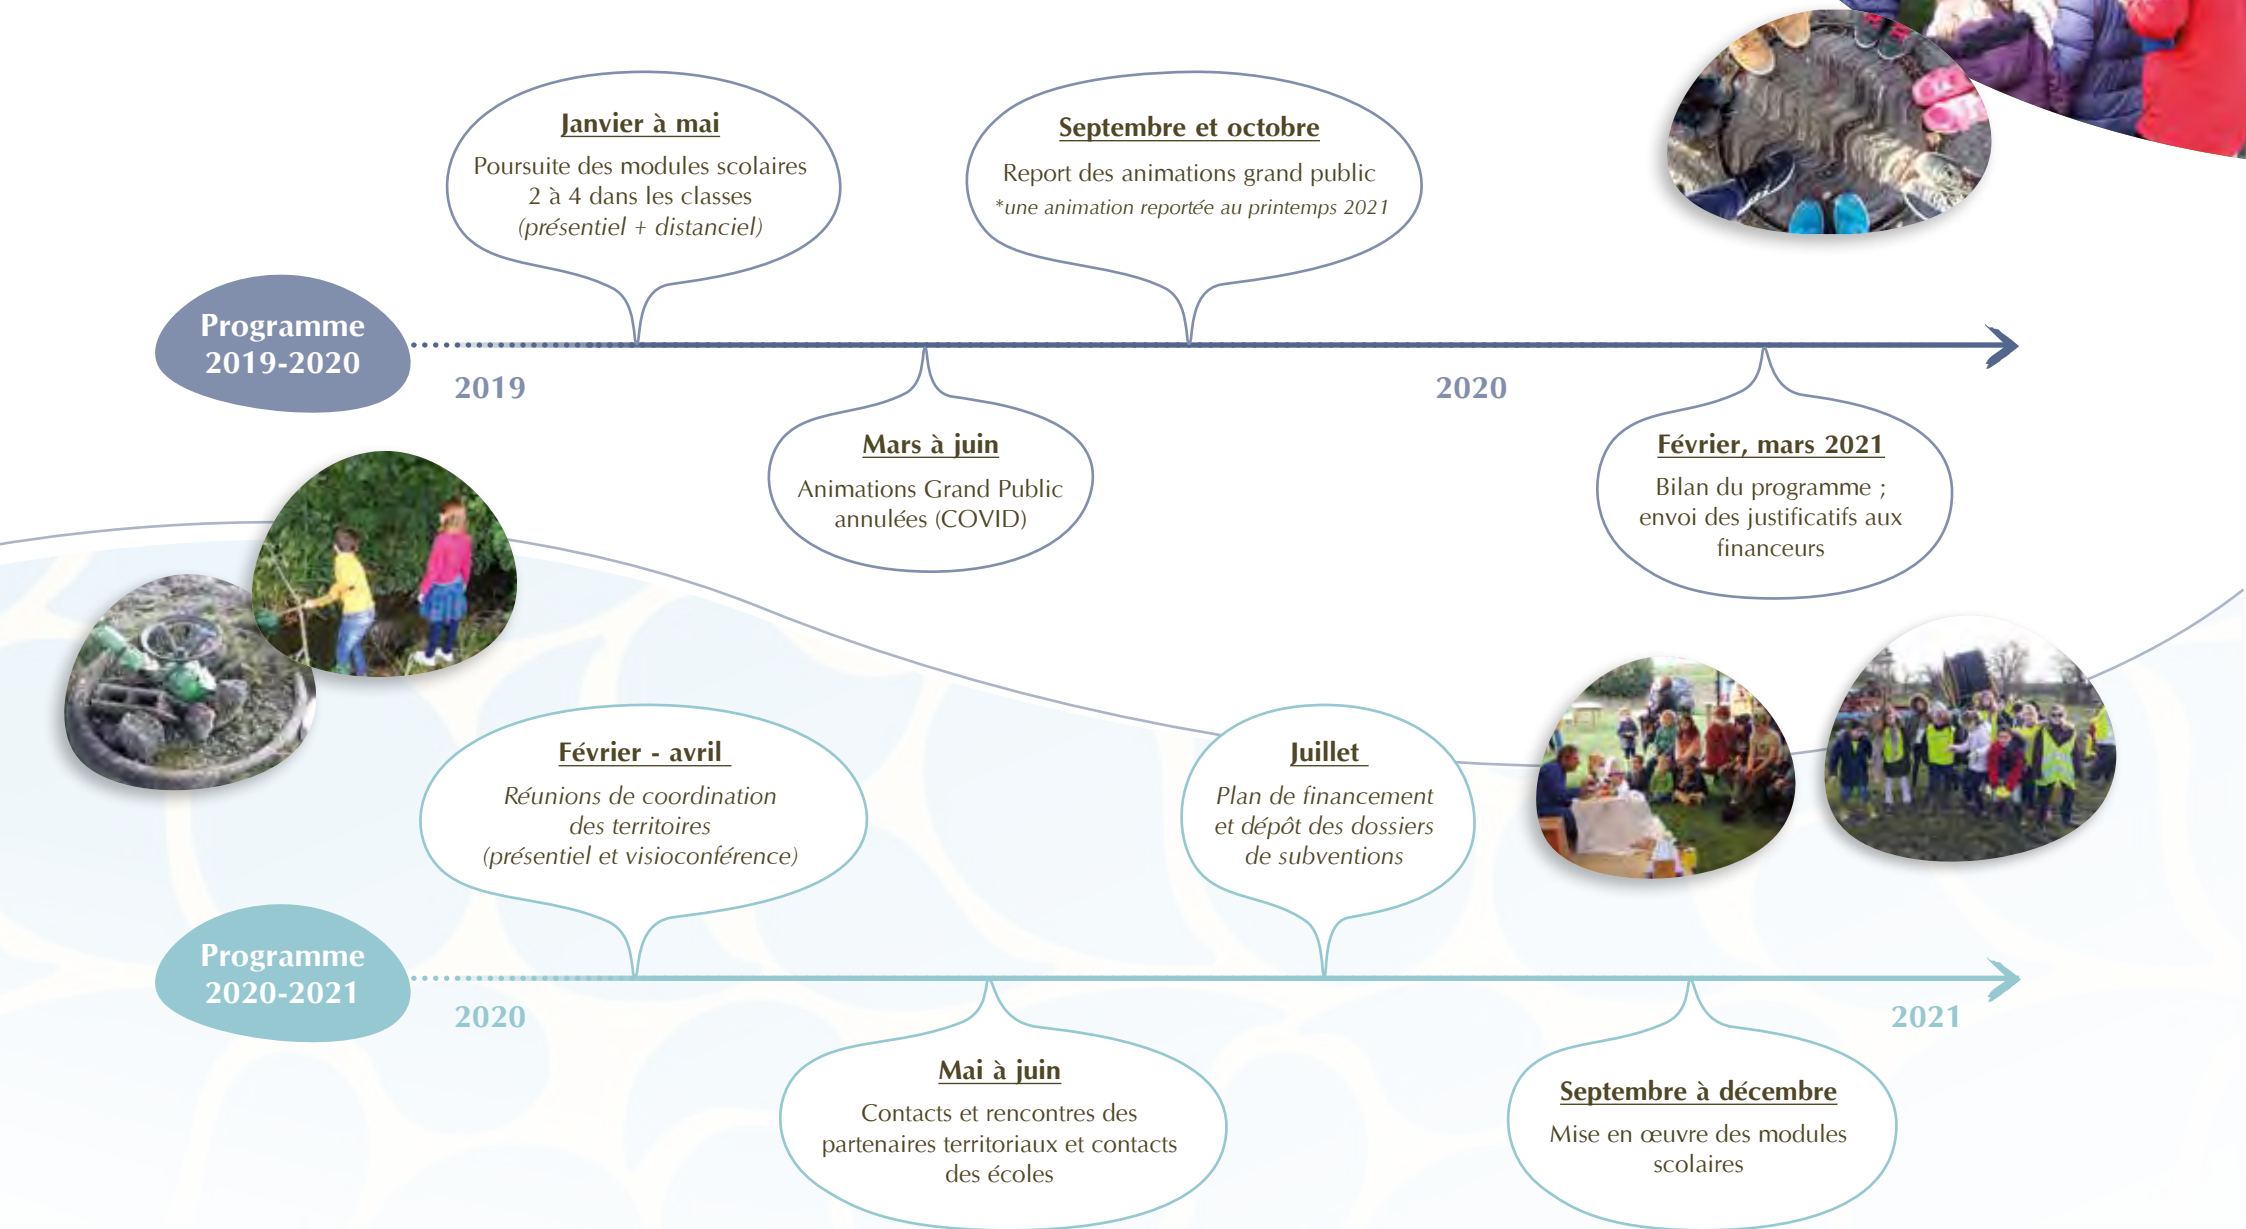 Janvier à mai
Poursuite des modules scolaires
2 à 4 dans les classes
(présentiel + distanciel)
Septembre et octobre
Report des animations grand public
*une animation reportée au printemps 2021
Programme
2019-2020
2019
2020
Mars à juin
Animations Grand Public
annulées (COVID)
Février, mars 2021
Bilan du programme ;
envoi des justificatifs aux
financeurs
Février - avril
Réunions de coordination
des territoires
(présentiel et visioconférence)
Juillet
Plan de financement
et dépôt des dossiers
de subventions
Programme
2020-2021
2020
2021
Mai à juin
Contacts et rencontres des
partenaires territoriaux et contacts
des écoles
Septembre à décembre
Mise en œuvre des modules
scolaires